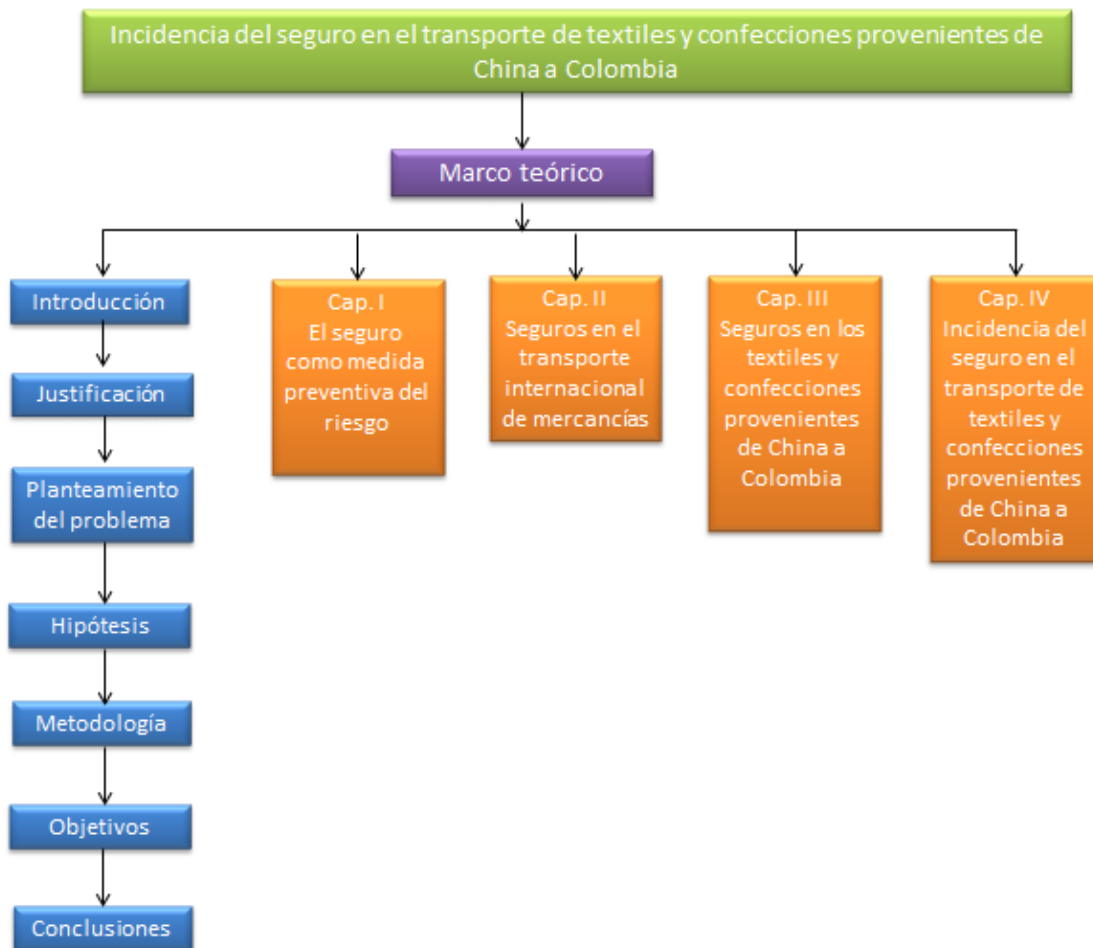 Incidencia del seguro en el transporte de textiles y confecciones provenientes de
China a Colombia
Marco teórico
Introducción
Justificación
Planteamiento
del problema
Hipótesis
Metodología
Objetivos
Conclusiones
Cap. I
El seguro
como medida
preventiva del
riesgo
Cap. II
Seguros en el
transporte
internacional
de mercancías
Cap. III
Seguros en los
textiles y
confecciones
provenientes
de China a
Colombia
Cap. IV
Incidencia del
seguro en el
transporte de
textiles y
confecciones
provenientes
de China a
Colombia